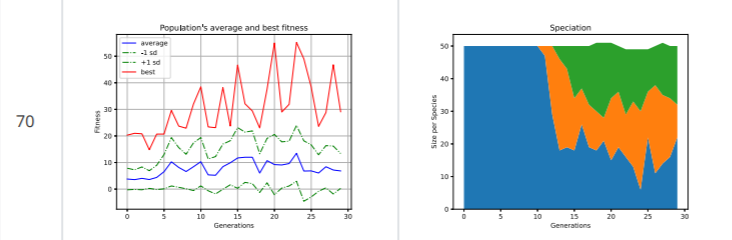 70
Population's average and best fitness
average
-1 sd
+1 sd
best
Fitness
50
40
30
20
10
0
0 5 10 15 20 25 30
Generations
Speciation
Size per Species
50
40
30
20
10
0
0 5 10 15 20 25 30
Generations